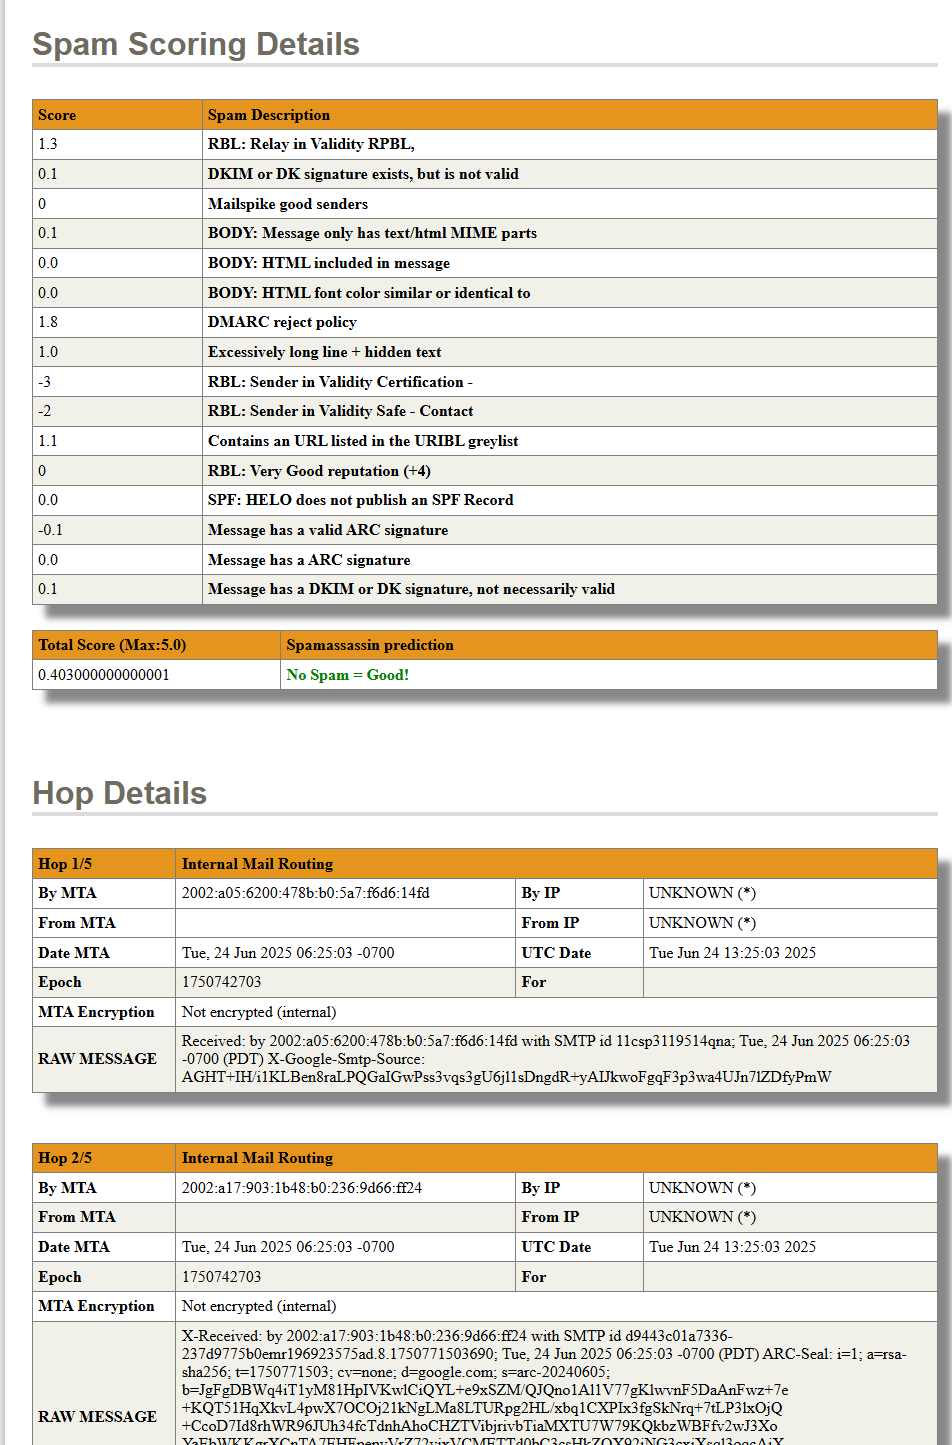 Spam Scoring Details
Score Spam Description
1.3 RBL: Relay in Validity RPBL,
0.1 DKIM or DK signature exists, but is not valid
0 Mailspike good senders
0.1 BODY: Message only has text/html MIME parts
0.0 BODY: HTML included in message
0.0 BODY: HTML font color similar or identical to
1.8 DMARC reject policy
1.0 Excessively long line + hidden text
-3 RBL: Sender in Validity Certification -
-2 RBL: Sender in Validity Safe - Contact
1.1 Contains an URL listed in the URIBL greylist
0 RBL: Very Good reputation (+4)
0.0 SPF: HELO does not publish an SPF Record
-0.1 Message has a valid ARC signature
0.0 Message has a ARC signature
0.1 Message has a DKIM or DK signature, not necessarily valid
Total Score (Max:5.0) Spamassassin prediction
0.403000000000001 No Spam = Good!
Hop Details
Hop 1/5 Internal Mail Routing
By MTA 2002:a05:6200:478b:b0:5a7:f6d6:14fd By IP UNKNOWN (*)
From MTA From IP UNKNOWN (*)
Date MTA Tue, 24 Jun 2025 06:25:03 -0700 UTC Date Tue Jun 24 13:25:03 2025
Epoch 1750742703 For
MTA Encryption Not encrypted (internal)
RAW MESSAGE Received: by 2002:a05:6200:478b:b0:5a7:f6d6:14fd with SMTP id 11csp3119514qna; Tue, 24 Jun 2025 06:25:03
-0700 (PDT) X-Google-Smtp-Source:
AGHT+IH/i1KLBen8raLPQGaIGwPss3vqs3gU6jl1sDngdR+yAIJkwoFgqF3p3wa4UJn7lZDfyPmW
Hop 2/5 Internal Mail Routing
By MTA 2002:a17:903:1b48:b0:236:9d66:ff24 By IP UNKNOWN (*)
From MTA From IP UNKNOWN (*)
Date MTA Tue, 24 Jun 2025 06:25:03 -0700 UTC Date Tue Jun 24 13:25:03 2025
Epoch 1750742703 For
MTA Encryption Not encrypted (internal)
RAW MESSAGE X-Received: by 2002:a17:903:1b48:b0:236:9d66:ff24 with SMTP id d9443c01a7336-
237d9775b0emr196923575ad.8.1750771503690; Tue, 24 Jun 2025 06:25:03 -0700 (PDT) ARC-Seal: i=1; a=rsa-
sha256; t=1750771503; cv=none; d=google.com; s=arc-20240605;
b=JgFgDBWq4iT1yM81HpIVKwlCiQYL+e9xSZM/QJQno1Al1V77gKlwvnF5DaAnFwz+7e
+KQT51HqXkvL4pwX7OCOj21kNgLMa8LTURpg2HL/xbq1CXPIx3fgSkNrq+7tLP3lxOjQ
+CcoD7Id8rhWR96JUh34fcTdnhAhoCHZTVibjrivbTiaMXTU7W79KQkbzWBFfv2wJ3Xo